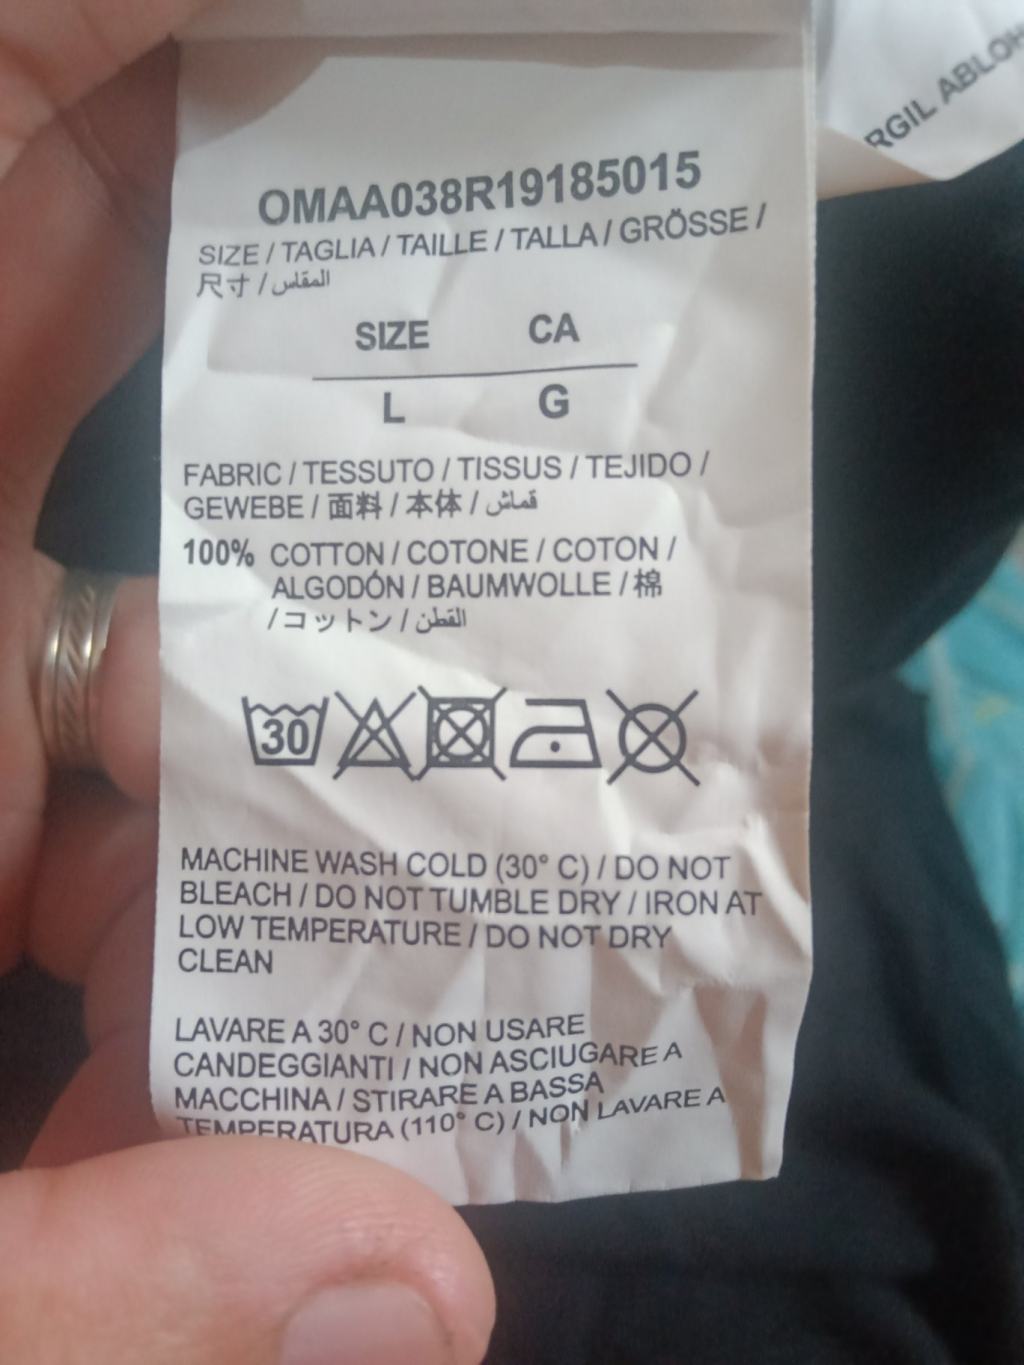 RGIL ABLOH
OMAA038R19185015
SIZE / TAGLIA / TAILLE / TALLA / GRÖSSE /
尺寸 / المقاس
SIZE CA
L G
FABRIC / TESSUTO / TISSUS / TEJIDO /
GEWEBE / 面料 / 本体 / قماش
100% COTTON / COTONE / COTON /
ALGODÓN / BAUMWOLLE / 棉
/ コットン / القطن
30
MACHINE WASH COLD (30° C) / DO NOT
BLEACH / DO NOT TUMBLE DRY / IRON AT
LOW TEMPERATURE / DO NOT DRY
CLEAN
LAVARE A 30° C / NON USARE
CANDEGGIANTI / NON ASCIUGARE A
MACCHINA / STIRARE A BASSA
TEMPERATURA (110° C) / NON LAVARE A